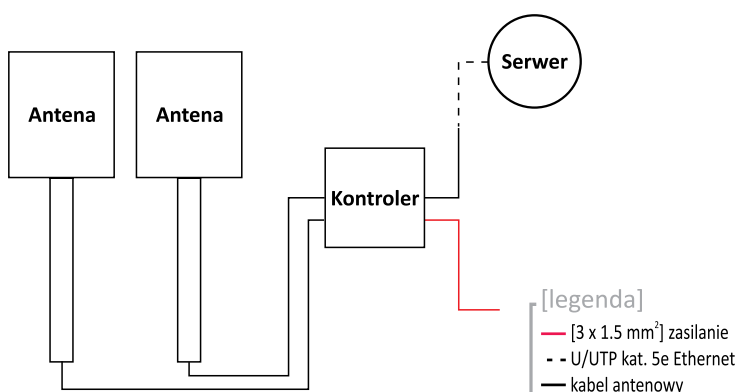 Serwer
Antena
Antena
Kontroler
[legenda]
[3 x 1.5 mm²] zasilanie
U/UTP kat. 5e Ethernet
kabel antenowy